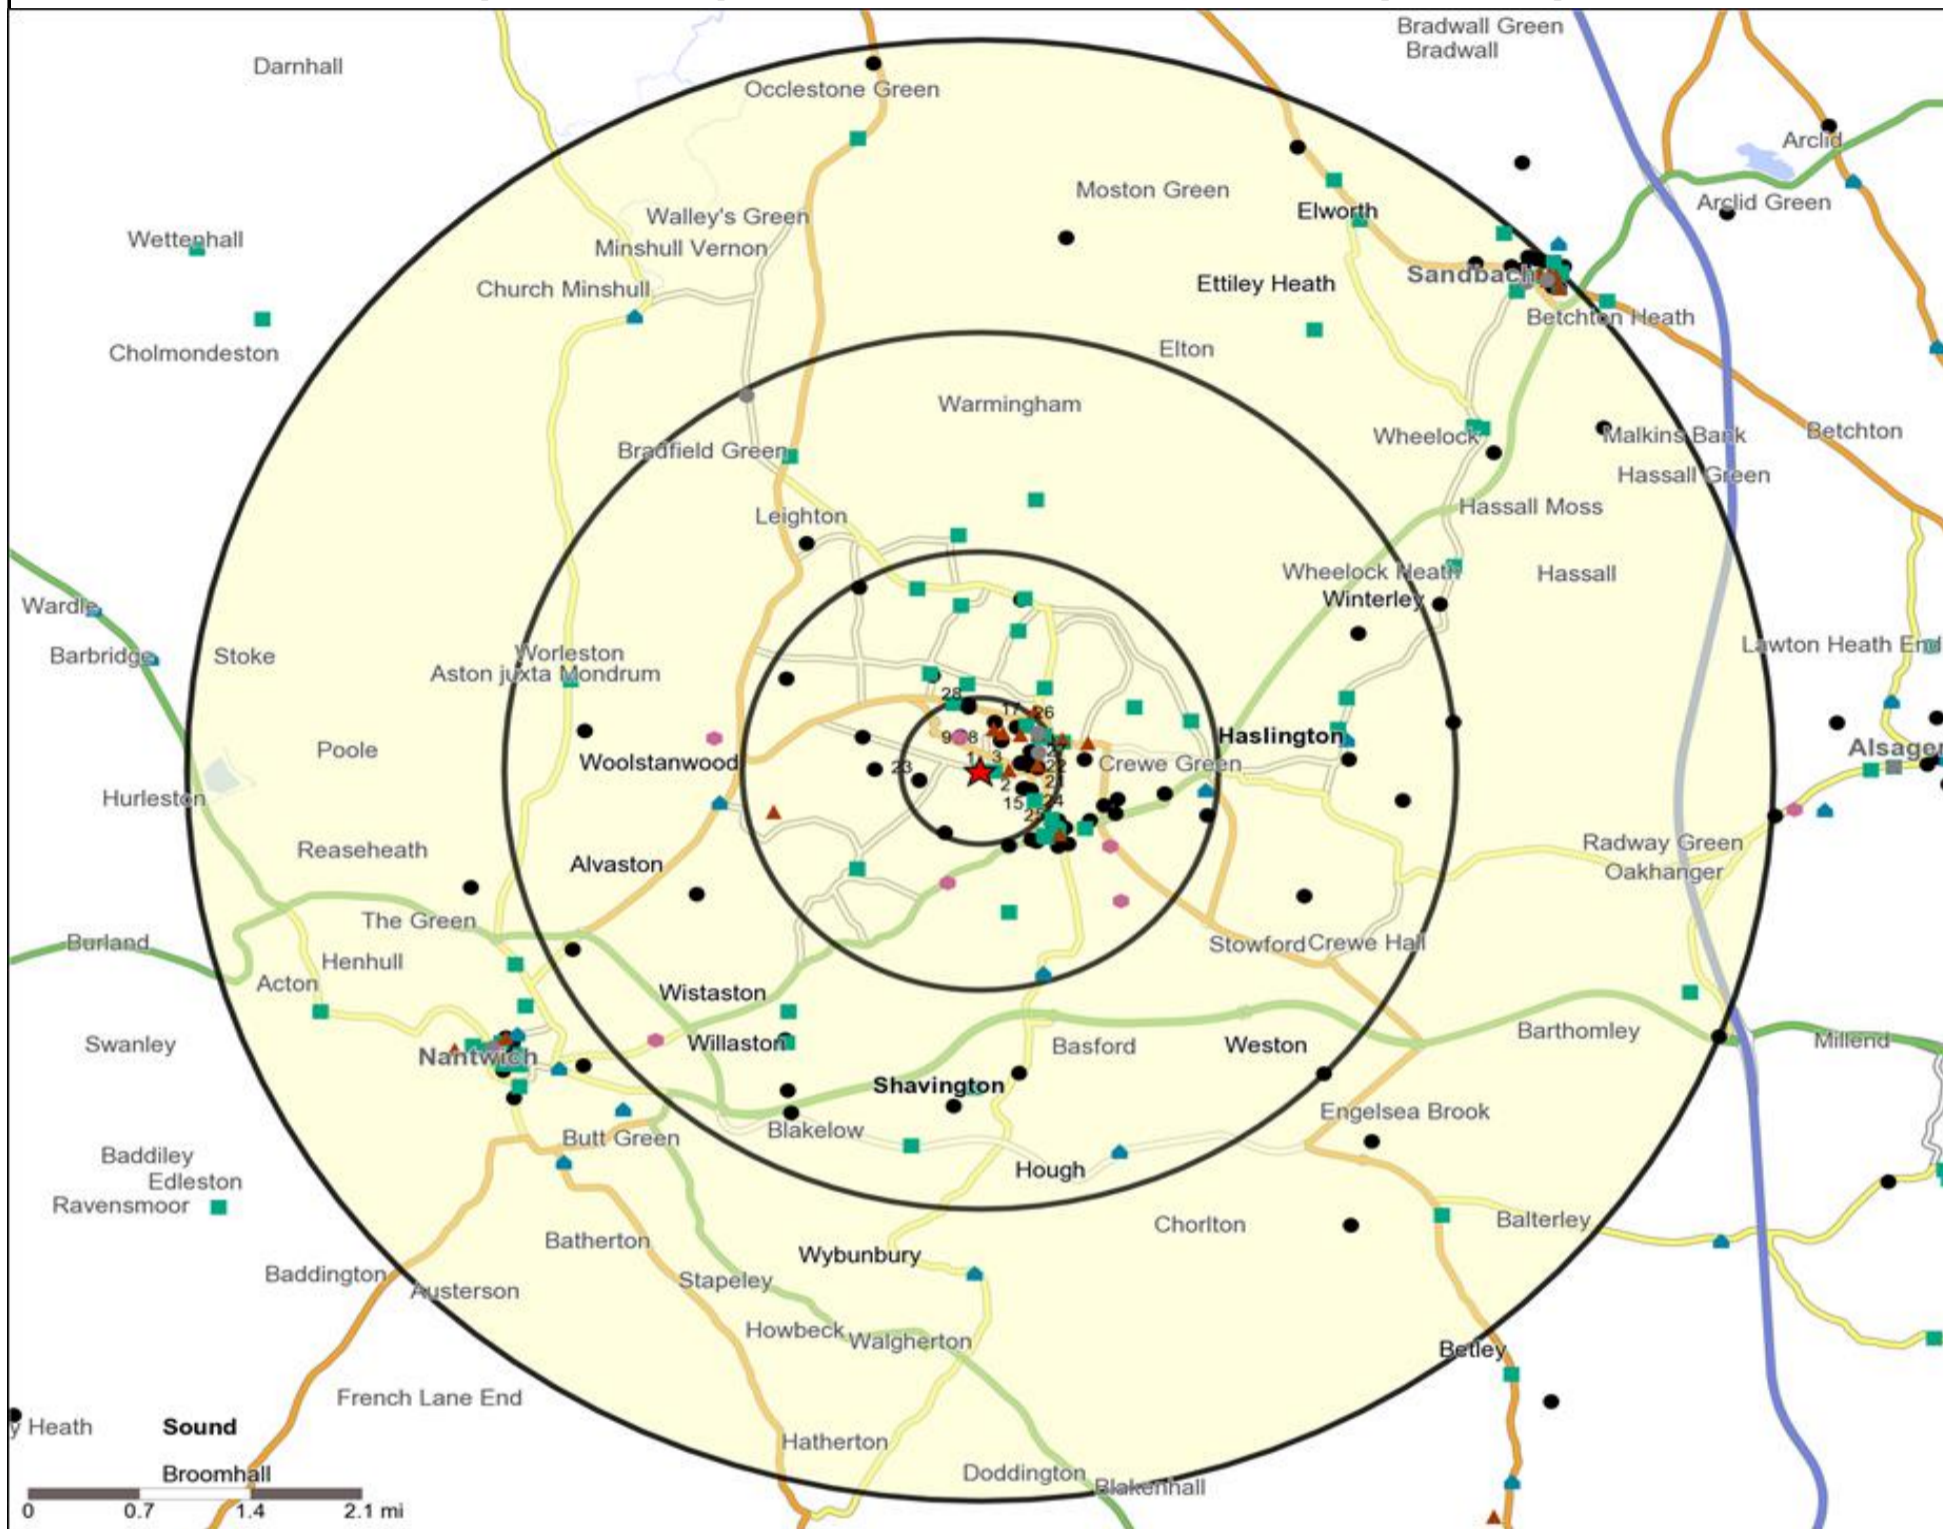 Bradwall Green
Bradwall
Darnhall
Occlestone Green
Arclid
Moston Green
Arclid Green
Elworth
Walley's Green
Wettenhall
Minshull Vernon
Sandbach
Ettiley Heath
Church Minshull
Betchton Heath
Cholmondeston
Elton
Warmingham
Wheelock
Malkins Bank
Betchton
Bradfield Green
Hassall Green
Hassall Moss
Leighton
Wheelock Heath
Hassall
Winterley
Wardle
Lawton Heath End
Barbridge
Stoke
Worleston
Aston juxta Mondrum
28
17
26
9
8
Haslington
Poole
Alsager
Woolstanwood
1
3
23
Crewe Green
22
2
21
15
24
25
Hurleston
Radway Green
Reaseheath
Alvaston
Oakhanger
The Green
Burland
Henhull
Stowford
Crewe Hall
Acton
Wistaston
Barthomley
Swanley
Nantwich
Willaston
Basford
Weston
Millend
Shavington
Engelsea Brook
Blakelow
Butt Green
Baddiley
Hough
Edleston
Ravensmoor
Chorlton
Balterley
Batherton
Wybunbury
Baddington
Stapeley
Austerson
Howbeck
Walgherton
Betley
French Lane End
y Heath
Sound
Hatherton
Broomhall
Doddington
Blakenhall
0 0.7 1.4 2.1 mi